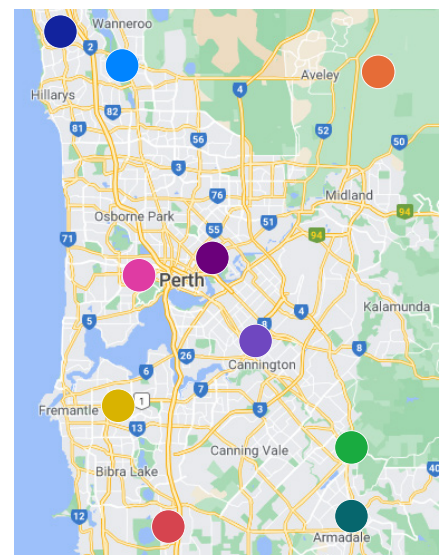 Wanneroo
2
Aveley
4
Hillarys
82
81
52
56
50
3
76
Midland
94
Osborne Park
51
55
71
94
Perth
4
Kalamunda
5
8
8
26
Cannington
6
7
1
Fremantle
3
13
Canning Vale
Bibra Lake
40
12
Armadale